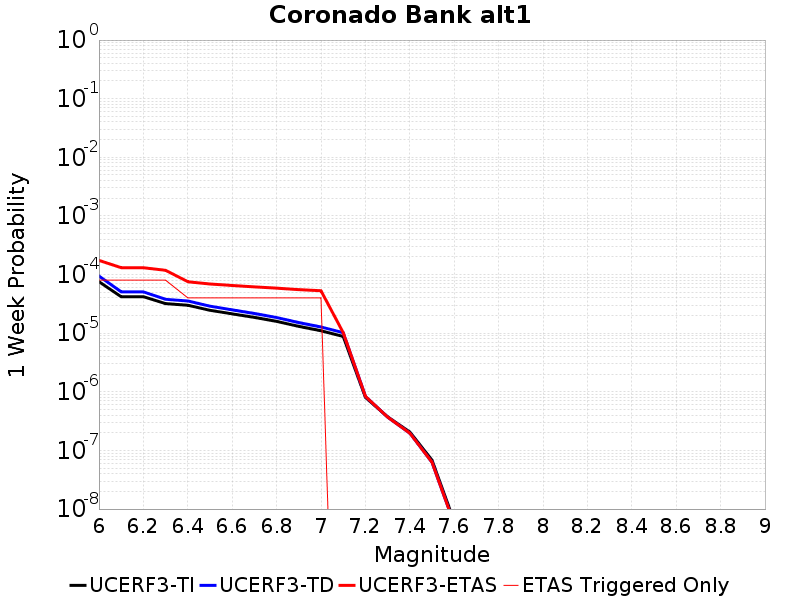 Coronado Bank alt1
1 Week Probability
10^0
10^-1
10^-2
10^-3
10^-4
10^-5
10^-6
10^-7
10^-8
6 6.2 6.4 6.6 6.8 7 7.2 7.4 7.6 7.8 8 8.2 8.4 8.6 8.8 9
Magnitude
UCERF3-TI UCERF3-TD UCERF3-ETAS ETAS Triggered Only